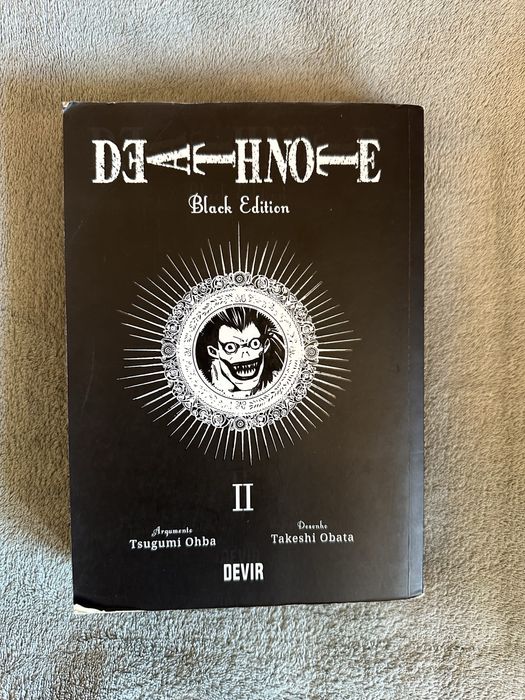 DEATH NOTE
Black Edition
II
Argumento
Tsugumi Ohba
Desenho
Takeshi Obata
DEVIR